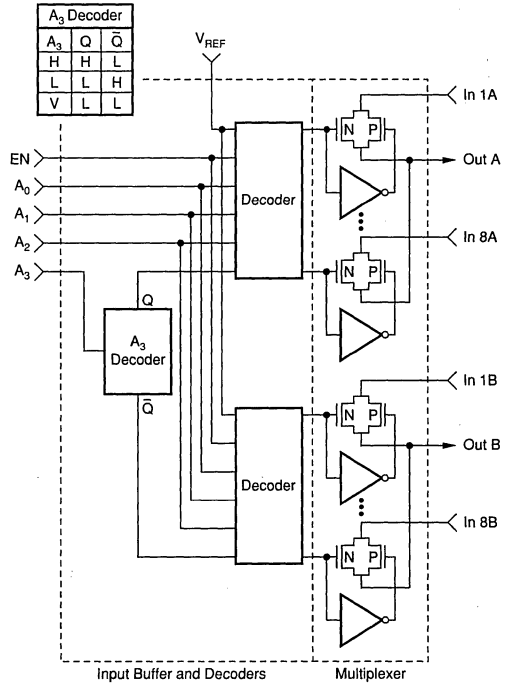 A3 Decoder
A3 Q Q̄
H H L
L L H
V L L
VREF
In 1A
N P
EN
Out A
A0
Decoder
A1
In 8A
A2
A3
N P
Q
A3
Decoder
Q̄
In 1B
N P
Out B
Decoder
In 8B
N P
Input Buffer and Decoders
Multiplexer